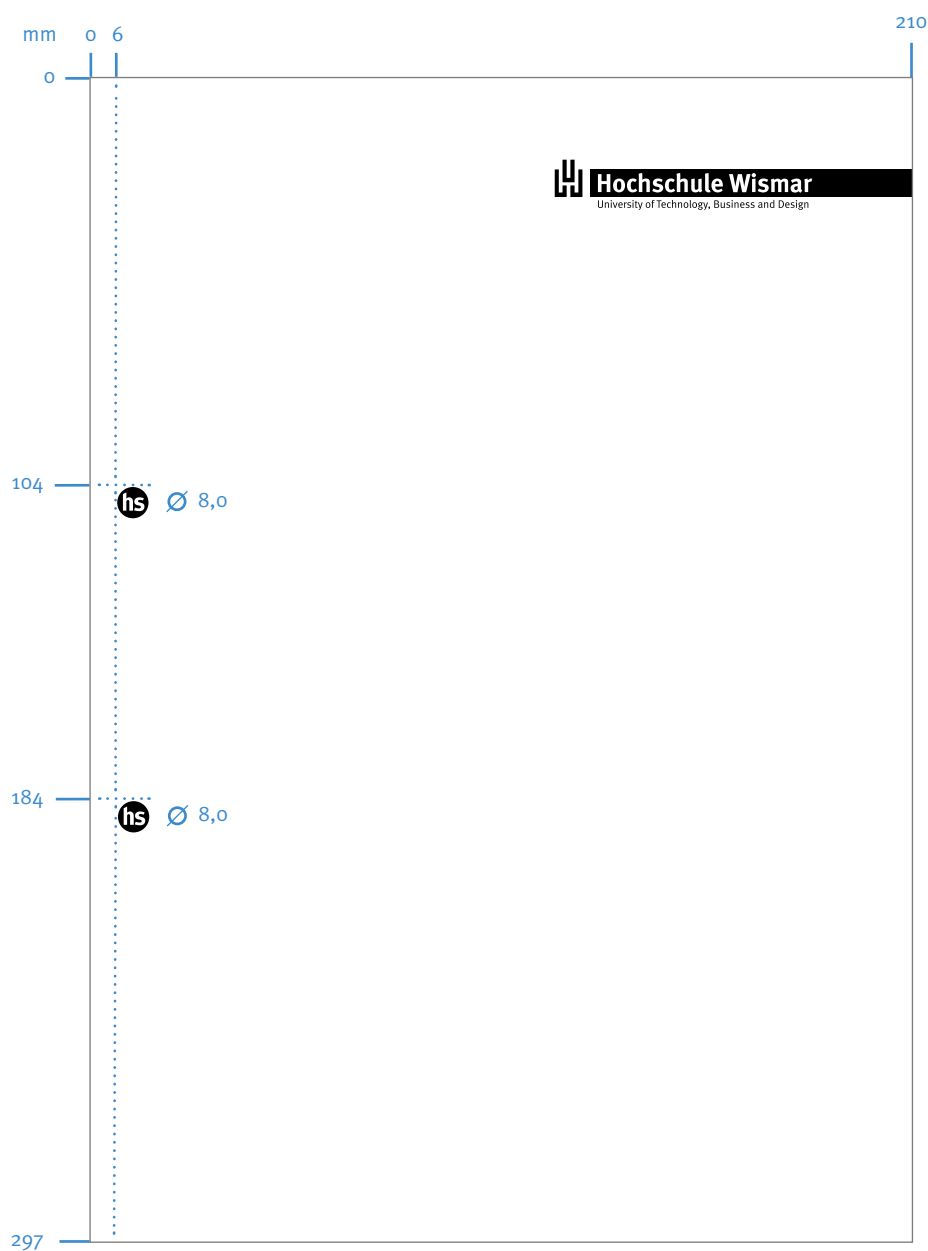 210
mm 0 6
0
Hochschule Wismar
University of Technology, Business and Design
104
hs Ø 8,0
184
hs Ø 8,0
297